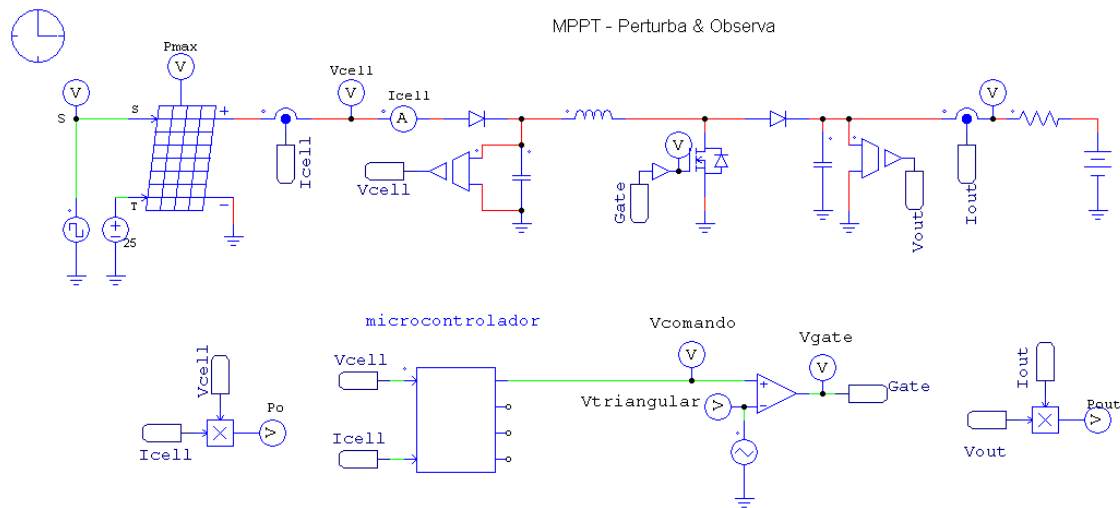 MPPT - Perturba & Observa
Pmax
V
Vcell
V
V
Icell
V
S
S
+
A
V
Icell
Vcell
Gate
Vout
Iout
T
-
+
-
25
microcontrolador
Vcomando
Vgate
V
V
Vcell
Vcell
Iout
+
Gate
Vtriangular
V
-
Po
V
Icell
Icell
Pout
V
Vout